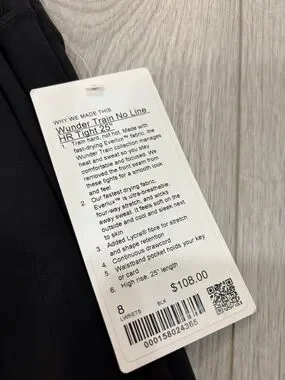 WHY WE MADE THIS
Wunder Train No Line
HR Tight 25"
1. Train hard, not hot. Made with
fast-drying Everlux™ fabric, the
Wunder Train collection manages
heat and sweat so you stay
comfortable and focused. We
removed the front seam from
these tights for a smooth look
and feel
2. Our fastest drying fabric,
Everlux™ is ultra-breathable,
four-way stretch, and wicks
away sweat. It feels soft on the
outside and cool and sleek next
to skin
3. Added Lycra® fibre for stretch
and shape retention
4. Continuous drawcord
5. Waistband pocket holds your key
or card
6. High rise, 25" length
8
$108.00
BLK
000158024365